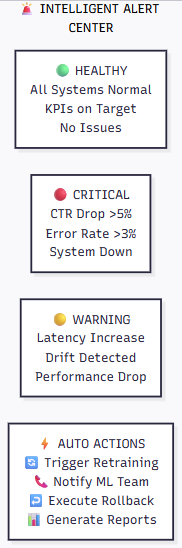 🚨 INTELLIGENT ALERT
CENTER
🟢 HEALTHY
All Systems Normal
KPIs on Target
No Issues
🔴 CRITICAL
CTR Drop >5%
Error Rate >3%
System Down
🟡 WARNING
Latency Increase
Drift Detected
Performance Drop
⚡ AUTO ACTIONS
🔄 Trigger Retraining
📞 Notify ML Team
↩️ Execute Rollback
📊 Generate Reports